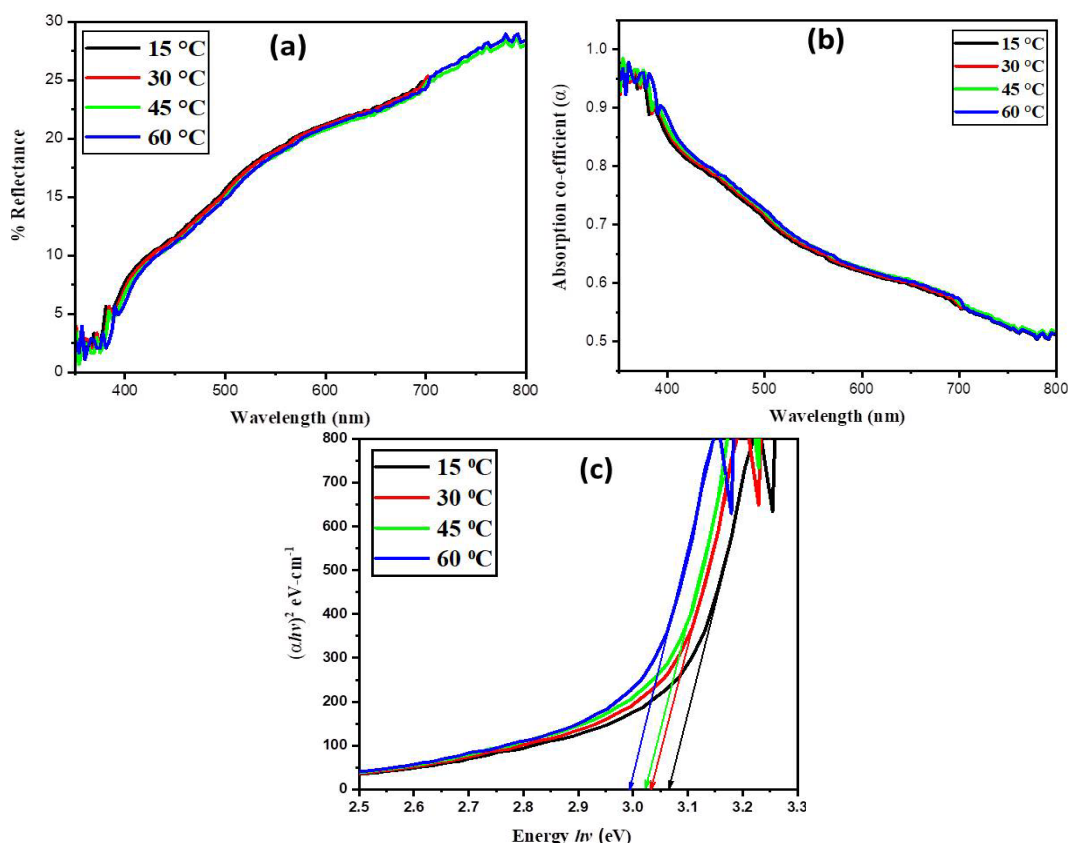 (a)
15 °C
30 °C
45 °C
60 °C
% Reflectance
30
25
20
15
10
5
0
400 500 600 700 800
Wavelength (nm)
(b)
15 °C
30 °C
45 °C
60 °C
Absorption co-efficient (α)
1.0
0.9
0.8
0.7
0.6
0.5
400 500 600 700 800
Wavelength (nm)
(c)
15 ⁰C
30 ⁰C
45 ⁰C
60 ⁰C
(αhν)² eV-cm⁻¹
800
700
600
500
400
300
200
100
0
2.5 2.6 2.7 2.8 2.9 3.0 3.1 3.2 3.3
Energy hν (eV)